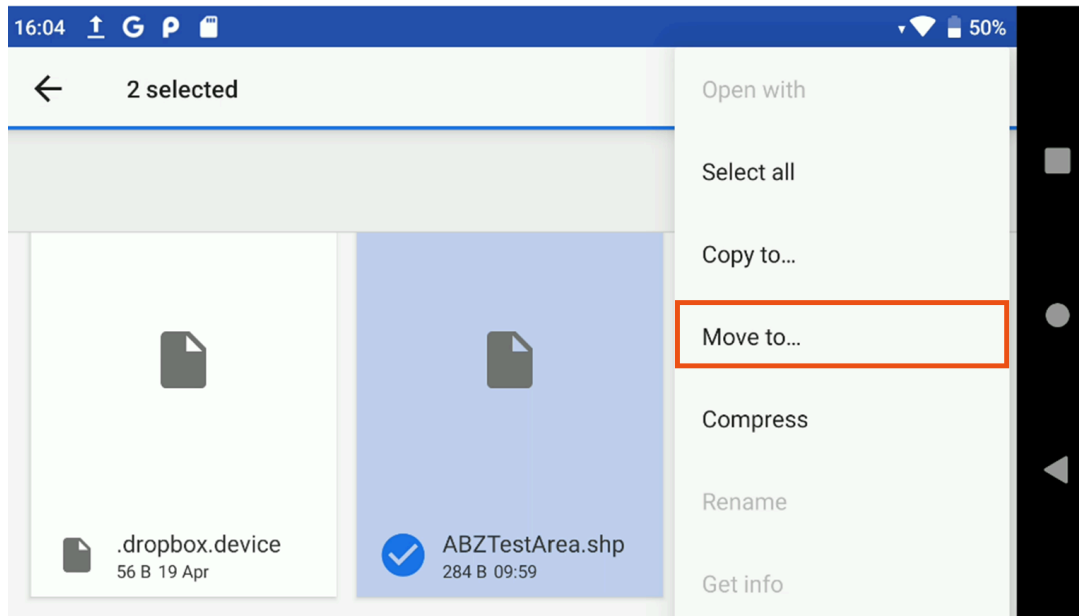 16:04 G P 50%
2 selected
Open with
Select all
Copy to...
Move to...
Compress
Rename
Get info
.dropbox.device
56 B 19 Apr
ABZTestArea.shp
284 B 09:59